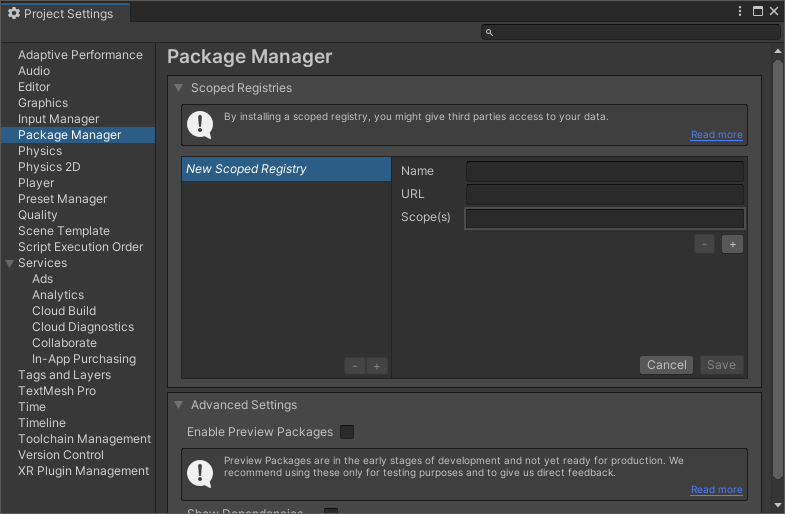 Project Settings
Adaptive Performance
Audio
Editor
Graphics
Input Manager
Package Manager
Physics
Physics 2D
Player
Preset Manager
Quality
Scene Template
Script Execution Order
Services
Ads
Analytics
Cloud Build
Cloud Diagnostics
Collaborate
In-App Purchasing
Tags and Layers
TextMesh Pro
Time
Timeline
Toolchain Management
Version Control
XR Plugin Management
Package Manager
Scoped Registries
By installing a scoped registry, you might give third parties access to your data.
Read more
New Scoped Registry
Name
URL
Scope(s)
- +
- +
Cancel Save
Advanced Settings
Enable Preview Packages
Preview Packages are in the early stages of development and not yet ready for production. We
recommend using these only for testing purposes and to give us direct feedback.
Read more
Show Dependencies